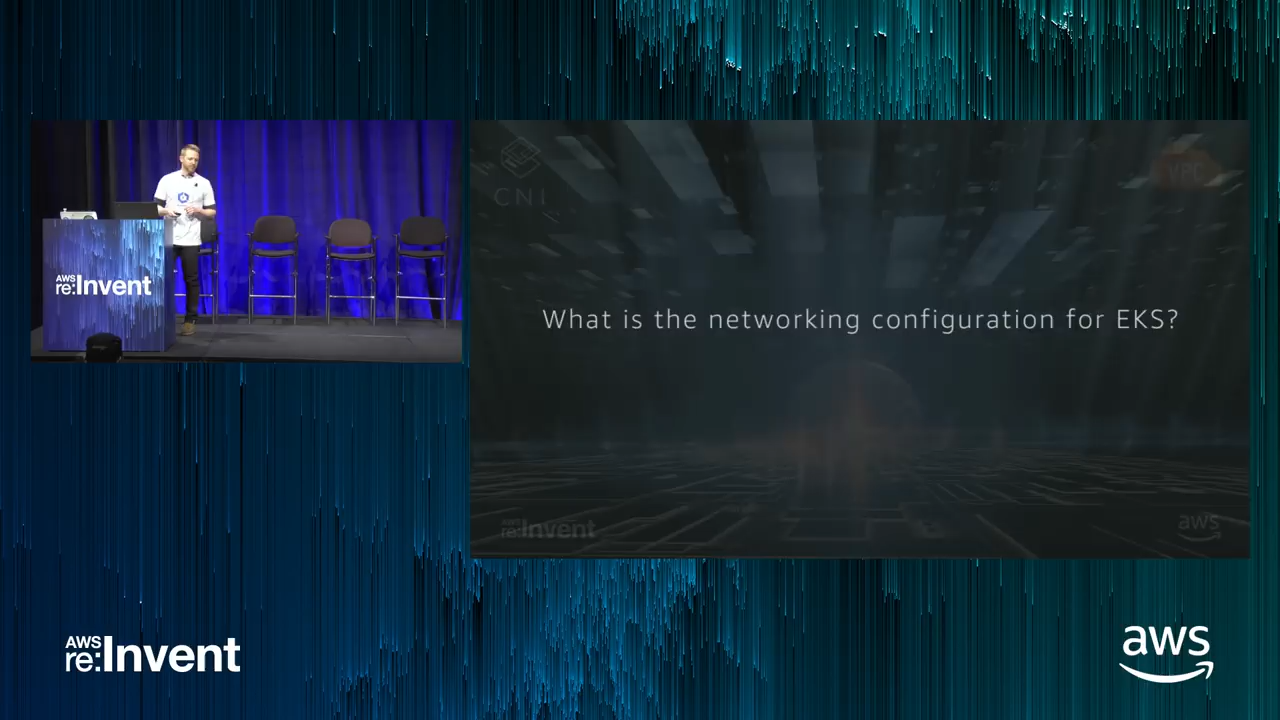 AWS
re:Invent
CNI
VPC
What is the networking configuration for EKS?
AWS
re:Invent
aws
AWS
re:Invent
aws